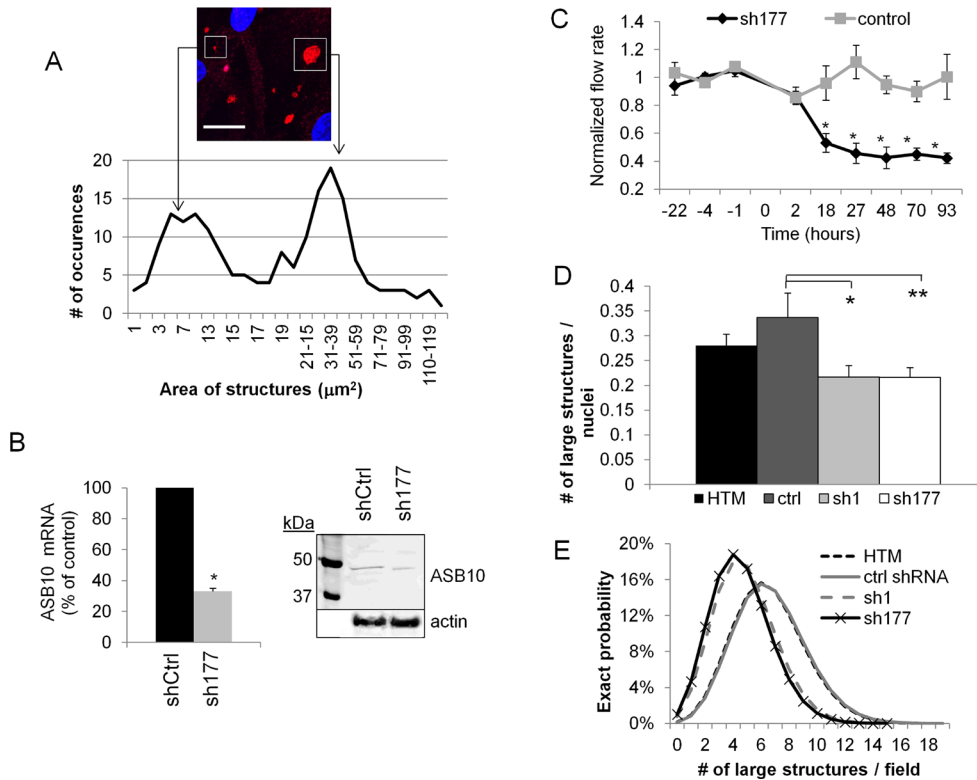 A
# of occurences
20
15
10
5
0
1
3
7
13
15
17
19
21-15
31-39
51-59
71-79
91-99
110-119
Area of structures (µm²)
B
ASB10 mRNA
(% of control)
100
80
60
40
20
0
*
shCtrl
sh177
shCtrl
sh177
kDa
50
37
ASB10
actin
C
sh177
control
Normalized flow rate
1.4
1.2
1
0.8
0.6
0.4
0.2
* * * * *
-22 -4 -1 0 2 18 27 48 70 93
Time (hours)
D
# of large structures /
nuclei
0.4
0.35
0.3
0.25
0.2
0.15
0.1
0.05
0
*
**
HTM ctrl sh1 sh177
E
Exact probability
20%
16%
12%
8%
4%
0%
HTM
ctrl shRNA
sh1
sh177
0 2 4 6 8 10 12 14 16 18
# of large structures / field